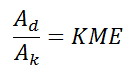 A_d / A_k = KME